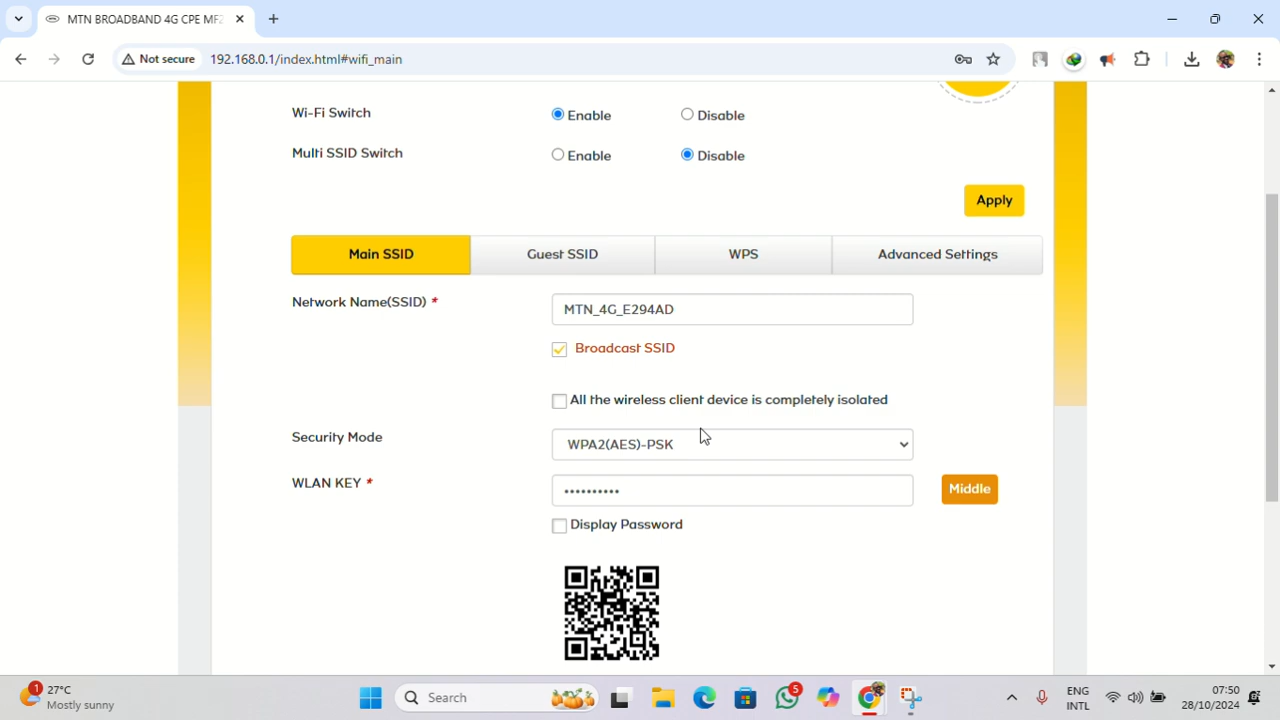 MTN BROADBAND 4G CPE MF2
Not secure 192.168.0.1/index.html#wifi_main
Wi-Fi Switch Enable Disable
Multi SSID Switch Enable Disable
Apply
Main SSID Guest SSID WPS Advanced Settings
Network Name(SSID) * MTN_4G_E294AD
Broadcast SSID
All the wireless client device is completely isolated
Security Mode WPA2(AES)-PSK
WLAN KEY * •••••••••• Middle
Display Password
1 27°C
Mostly sunny
Search
5
ENG
INTL
07:50
28/10/2024